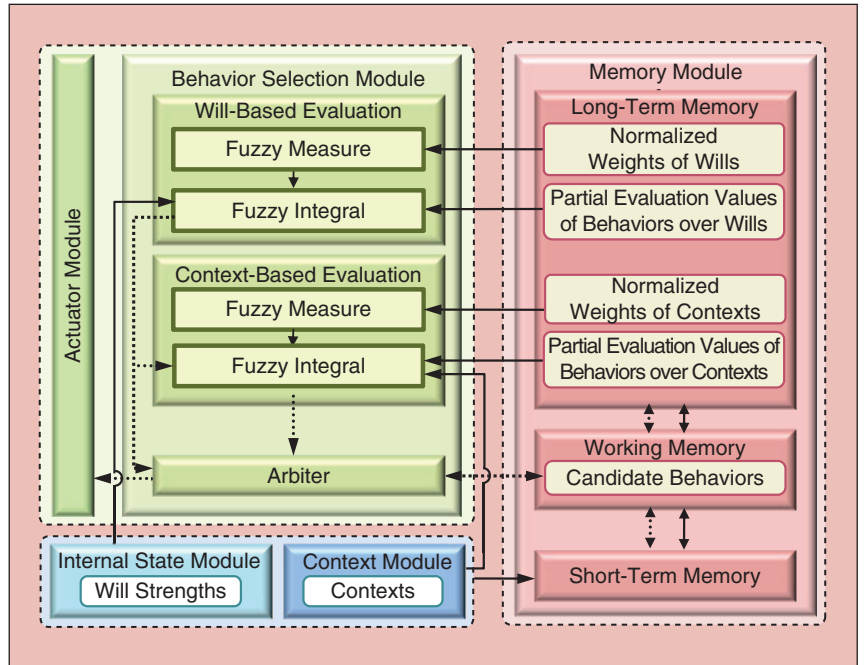 Actuator Module
Behavior Selection Module
Will-Based Evaluation
Fuzzy Measure
Fuzzy Integral
Context-Based Evaluation
Fuzzy Measure
Fuzzy Integral
Arbiter
Memory Module
Long-Term Memory
Normalized
Weights of Wills
Partial Evaluation Values
of Behaviors over Wills
Normalized
Weights of Contexts
Partial Evaluation Values of
Behaviors over Contexts
Working Memory
Candidate Behaviors
Short-Term Memory
Internal State Module
Will Strengths
Context Module
Contexts